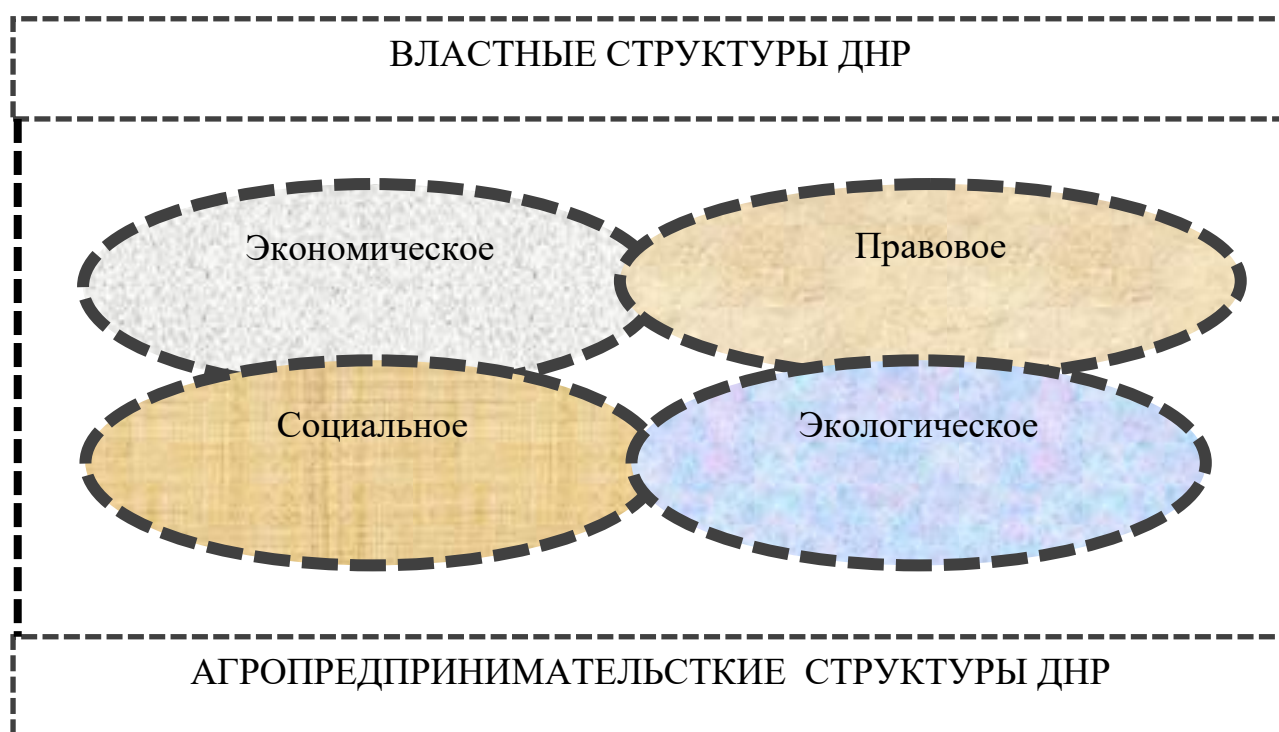 ВЛАСТНЫЕ СТРУКТУРЫ ДНР
Экономическое
Правовое
Социальное
Экологическое
АГРОПРЕДПРИНИМАТЕЛЬСТКИЕ СТРУКТУРЫ ДНР